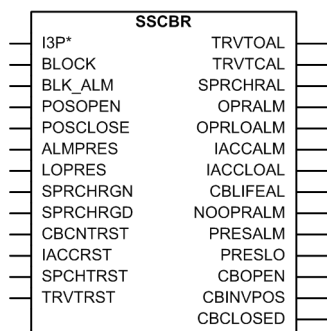 SSCBR
I3P* TRVTOAL
BLOCK TRVTCAL
BLK_ALM SPRCHRAL
POSOPEN OPRALM
POSCLOSE OPRLOALM
ALMPRES IACCALM
LOPRES IACCLOAL
SPRCHRGN CBLIFEAL
SPRCHRGD NOOPRALM
CBCNTRST PRESALM
IACCRST PRESLO
SPCHTRST CBOPEN
TRVTRST CBINVPOS
CBCLOSED